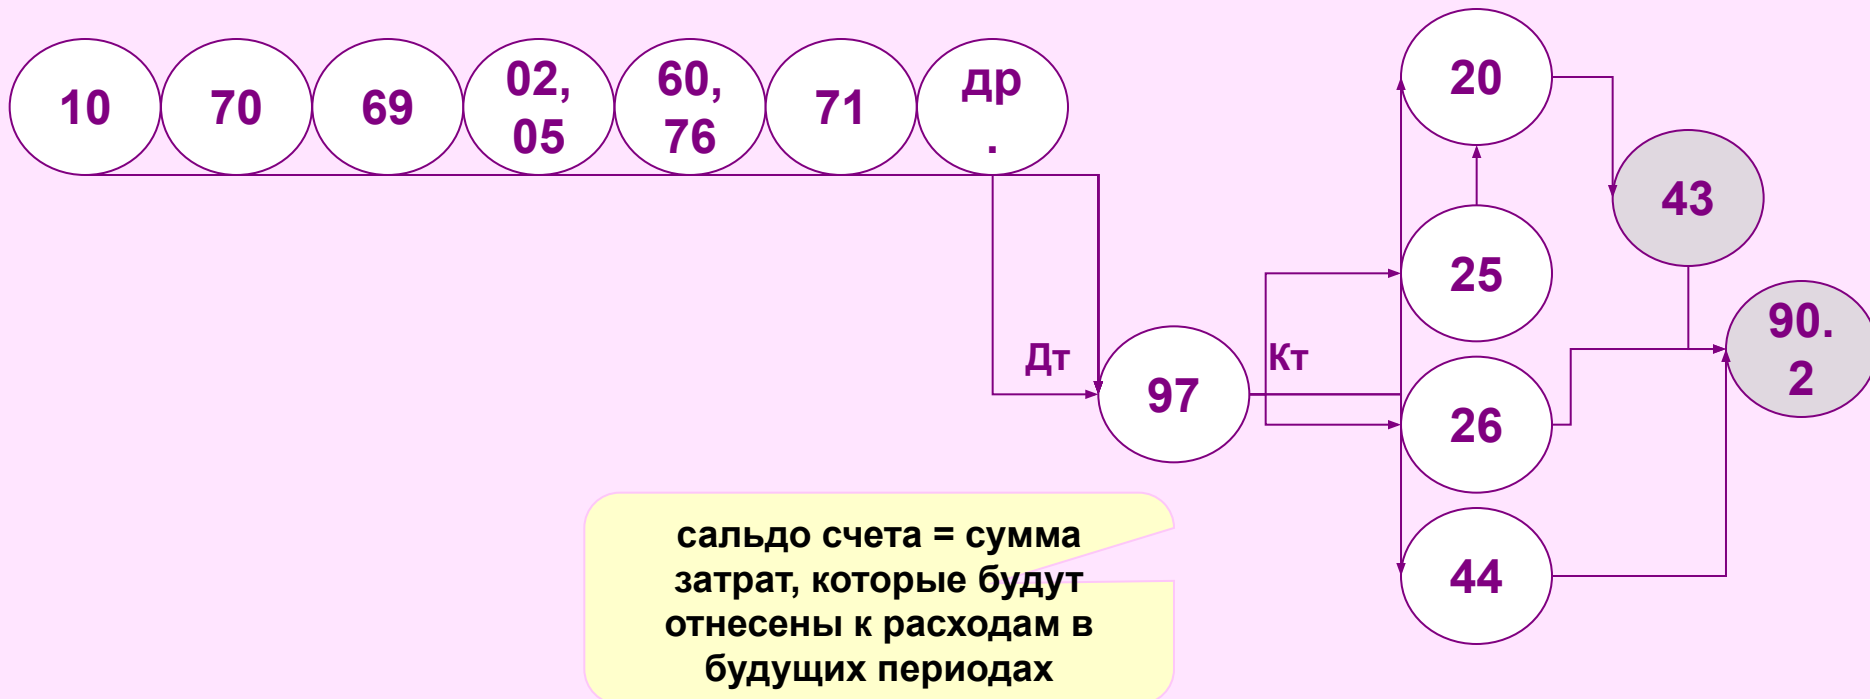 10
70
69
02,
05
60,
76
71
др
.
20
43
25
90.
2
Дт
Кт
97
26
44
сальдо счета = сумма
затрат, которые будут
отнесены к расходам в
будущих периодах